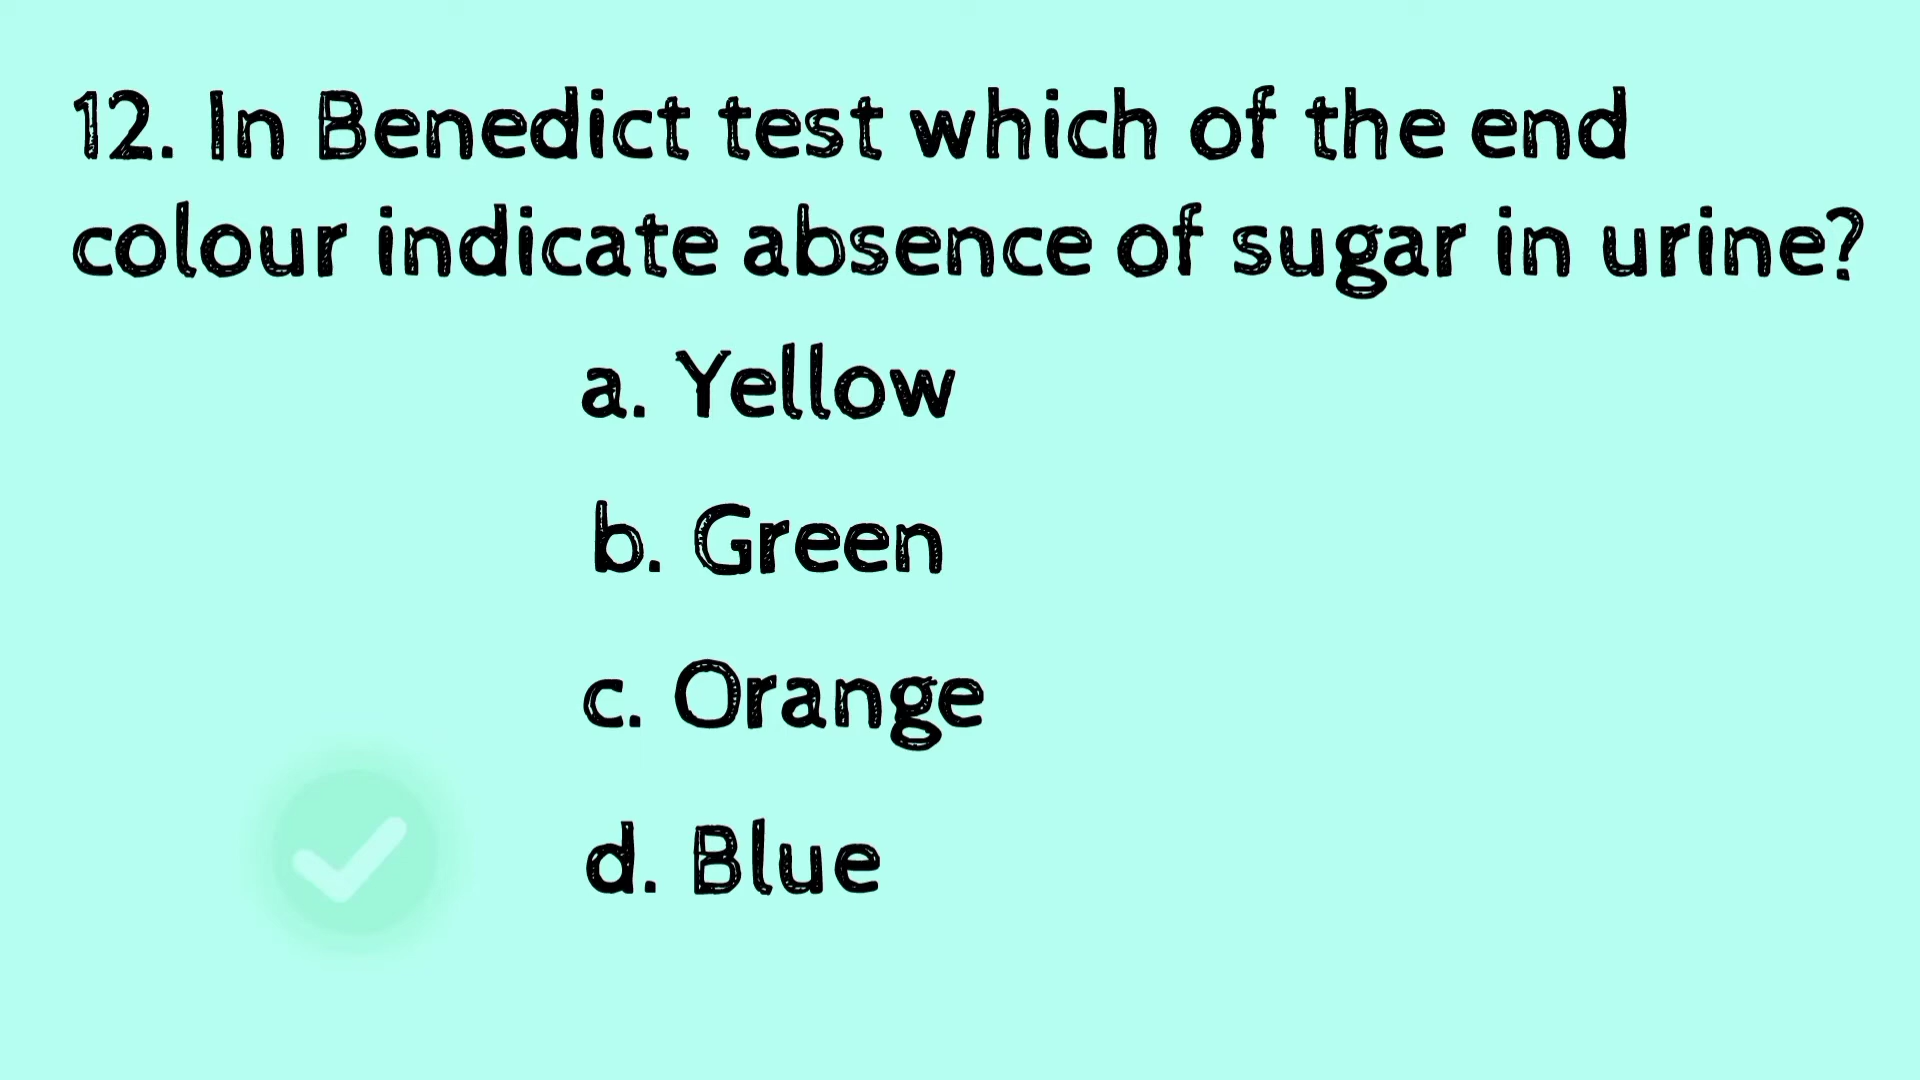 12. In Benedict test which of the end
colour indicate absence of sugar in urine?
a. Yellow
b. Green
c. Orange
d. Blue